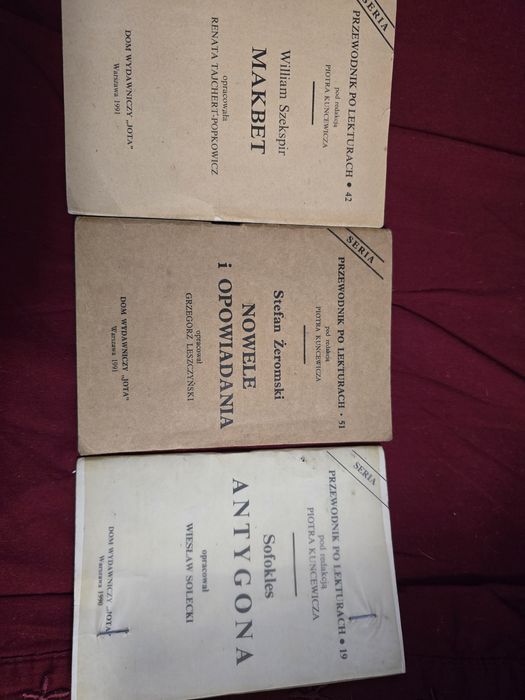 SERIA
PRZEWODNIK PO LEKTURACH • 42
pod redakcją
PIOTRA KUNCEWICZA
William Szekspir
MAKBET
opracowała
RENATA TAJCHERT-POPKOWICZ
DOM WYDAWNICZY „JOTA”
Warszawa 1991
SERIA
PRZEWODNIK PO LEKTURACH • 51
pod redakcją
PIOTRA KUNCEWICZA
Stefan Żeromski
NOWELE
i OPOWIADANIA
opracował
GRZEGORZ LESZCZYŃSKI
DOM WYDAWNICZY „JOTA”
Warszawa 1991
SERIA
PRZEWODNIK PO LEKTURACH • 19
pod redakcją
PIOTRA KUNCEWICZA
Sofokles
ANTYGONA
opracował
WIESŁAW SOLECKI
DOM WYDAWNICZY „JOTA”
Warszawa 1990